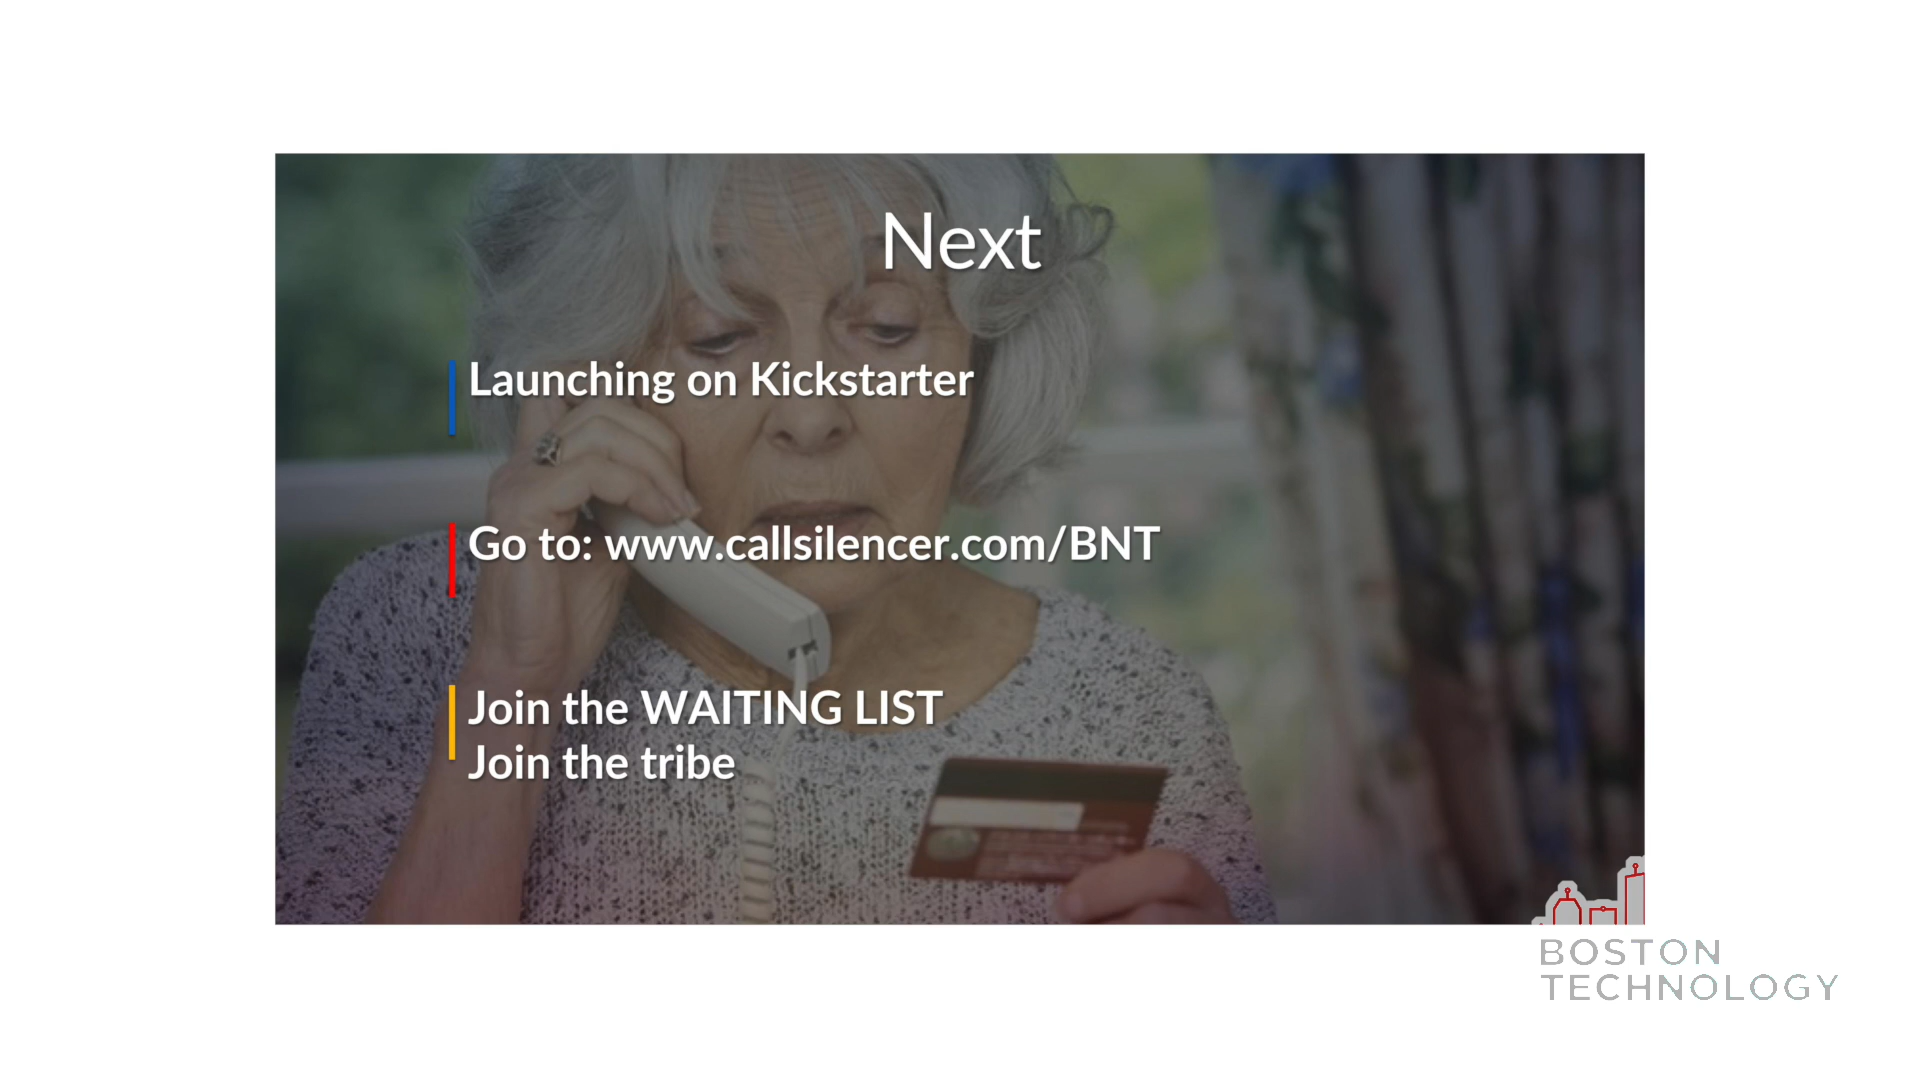 Next
Launching on Kickstarter
Go to: www.callsilencer.com/BNT
Join the WAITING LIST
Join the tribe
BOSTON
TECHNOLOGY